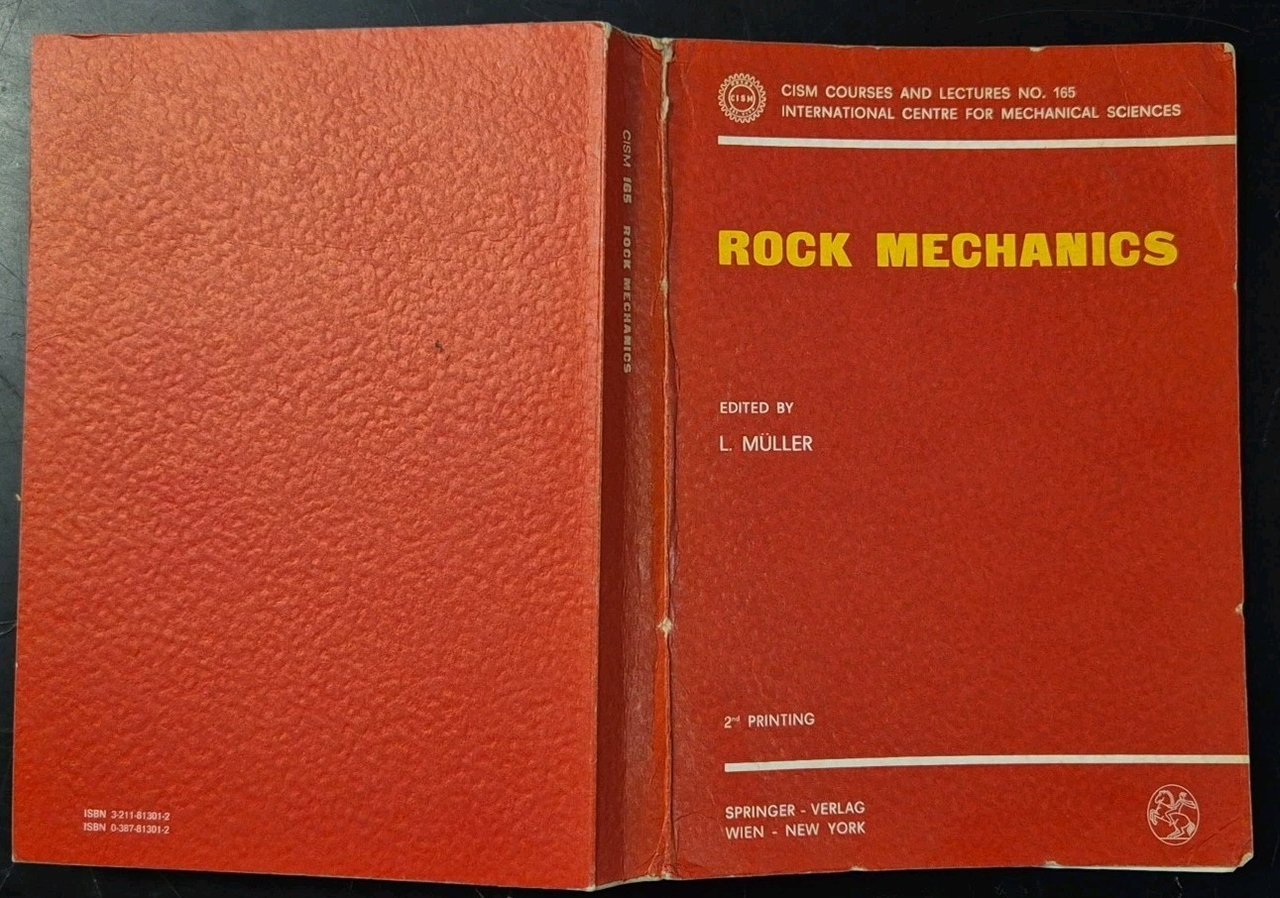 CISM COURSES AND LECTURES NO. 165
INTERNATIONAL CENTRE FOR MECHANICAL SCIENCES
CISM
ROCK MECHANICS
EDITED BY
L. MÜLLER
2nd PRINTING
SPRINGER - VERLAG
WIEN - NEW YORK
CISM 165 ROCK MECHANICS
ISBN 3-211-81301-2
ISBN 0-387-81301-2